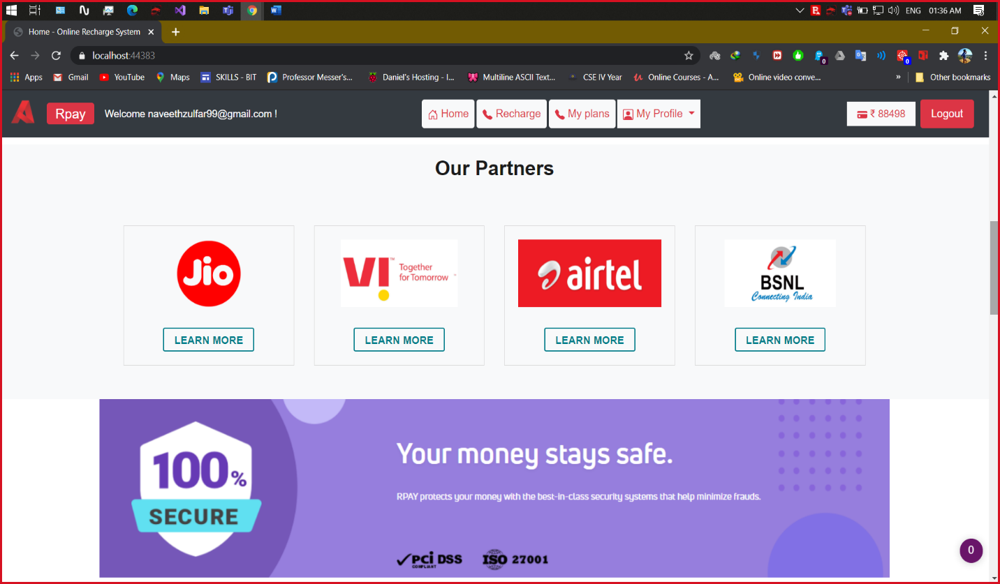 ENG 01:36 AM
Home - Online Recharge System
localhost:44383
0 0
Apps Gmail YouTube Maps SKILLS - BIT Professor Messer's... Daniel's Hosting - I... Multiline ASCII Text... CSE IV Year Online Courses - A... Online video conve... » Other bookmarks
Rpay Welcome naveethzulfar99@gmail.com ! Home Recharge My plans My Profile ₹ 88498 Logout
Our Partners
Jio
VI™ Together
for Tomorrow
airtel
BSNL
Connecting India
LEARN MORE LEARN MORE LEARN MORE LEARN MORE
100%
SECURE
Your money stays safe.
RPAY protects your money with the best-in-class security systems that help minimize frauds.
PCI DSS
COMPLIANT
ISO 27001
0